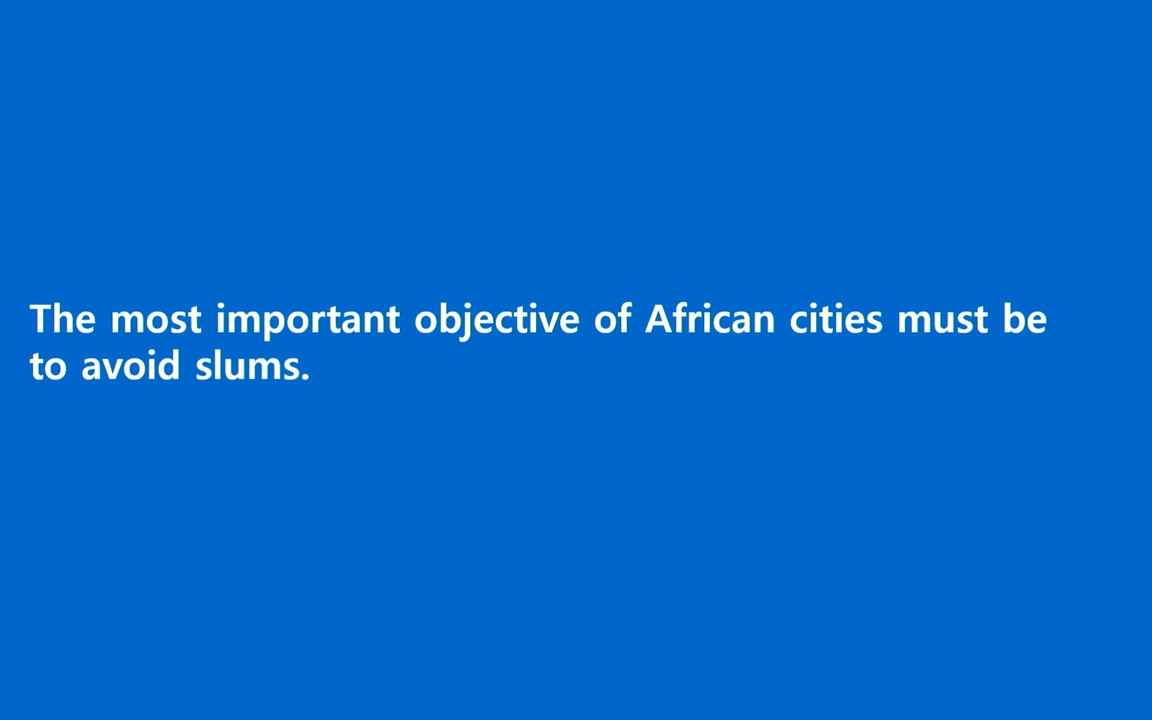 The most important objective of African cities must be
to avoid slums.